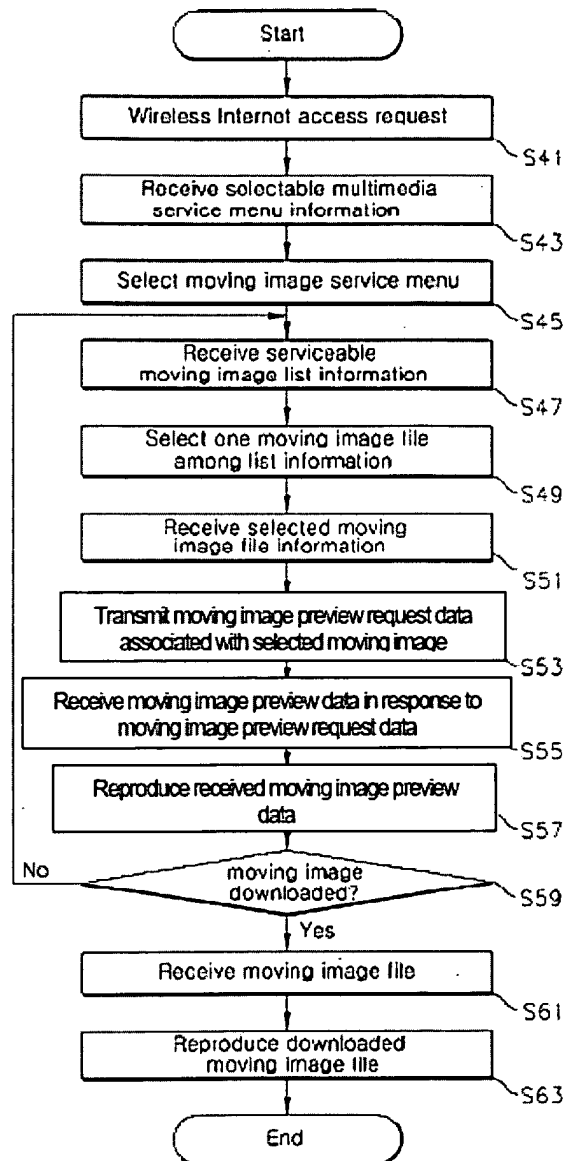 Start
Wireless Internet access request
S41
Receive selectable multimedia
service menu information
S43
Select moving image service menu
S45
Receive serviceable
moving image list information
S47
Select one moving image file
among list information
S49
Receive selected moving
image file information
S51
Transmit moving image preview request data
associated with selected moving image
S53
Receive moving image preview data in response to
moving image preview request data
S55
Reproduce received moving image preview
data
S57
No
moving image
downloaded?
S59
Yes
Receive moving image file
S61
Reproduce downloaded
moving image file
S63
End